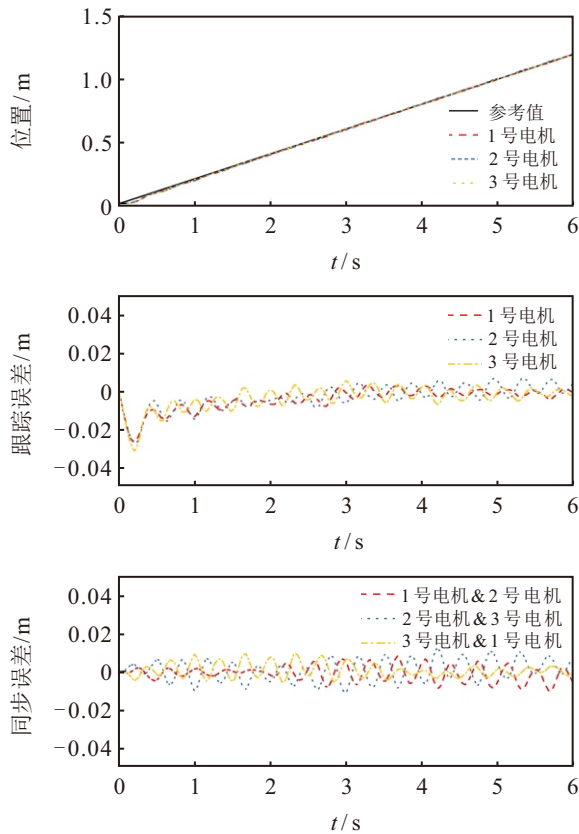 1.5
1.0
0.5
0
位置/m
参考值
1 号电机
2 号电机
3 号电机
0 1 2 3 4 5 6
t/s
0.04
0.02
0
−0.02
−0.04
跟踪误差/m
1 号电机
2 号电机
3 号电机
0 1 2 3 4 5 6
t/s
0.04
0.02
0
−0.02
−0.04
同步误差/m
1 号电机&2 号电机
2 号电机&3 号电机
3 号电机&1 号电机
0 1 2 3 4 5 6
t/s